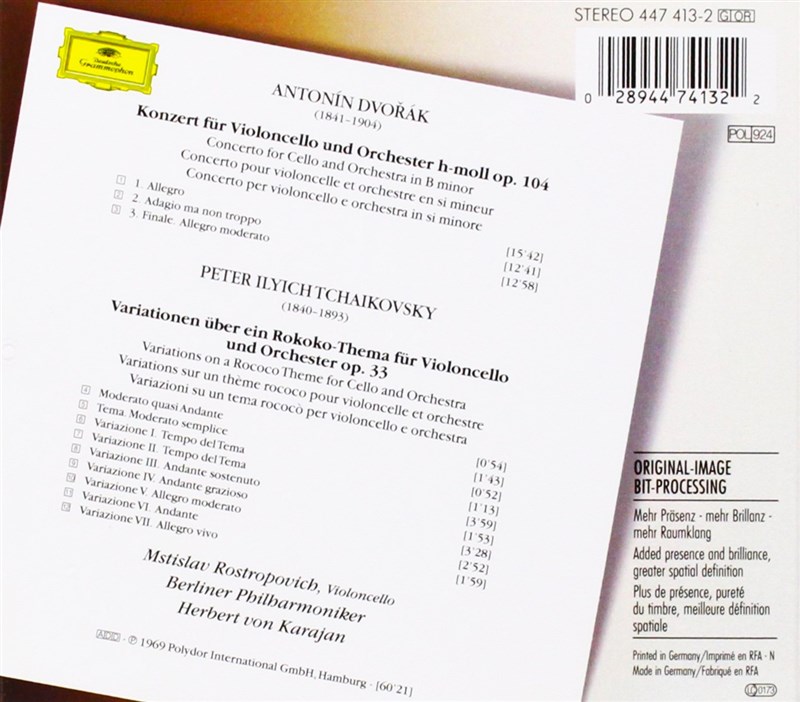 STEREO 447 413-2 GI OR
0 28944 74132 2
POL 924
Deutsche
Grammophon
ANTONÍN DVOŘÁK
(1841-1904)
Konzert für Violoncello und Orchester h-moll op. 104
Concerto for Cello and Orchestra in B minor
Concerto pour violoncelle et orchestre en si mineur
Concerto per violoncello e orchestra in si minore
1 1. Allegro [15'42]
2 2. Adagio ma non troppo [12'41]
3 3. Finale. Allegro moderato [12'58]
PETER ILYICH TCHAIKOVSKY
(1840-1893)
Variationen über ein Rokoko-Thema für Violoncello
und Orchester op. 33
Variations on a Rococo Theme for Cello and Orchestra
Variations sur un thème rococo pour violoncelle et orchestre
Variazioni su un tema rococò per violoncello e orchestra
4 Moderato quasi Andante [0'54]
5 Tema. Moderato semplice [1'43]
6 Variazione I. Tempo del Tema [0'52]
7 Variazione II. Tempo del Tema [1'13]
8 Variazione III. Andante sostenuto [3'59]
9 Variazione IV. Andante grazioso [1'53]
10 Variazione V. Allegro moderato [3'28]
11 Variazione VI. Andante [2'52]
12 Variazione VII. Allegro vivo [1'59]
Mstislav Rostropovich, Violoncello
Berliner Philharmoniker
Herbert von Karajan
ADD · ℗ 1969 Polydor International GmbH, Hamburg · [60'21]
ORIGINAL-IMAGE
BIT-PROCESSING
Mehr Präsenz - mehr Brillanz -
mehr Raumklang
Added presence and brilliance,
greater spatial definition
Plus de présence, pureté
du timbre, meilleure définition
spatiale
Printed in Germany/Imprimé en RFA · N
Made in Germany/Fabriqué en RFA
LC 0173